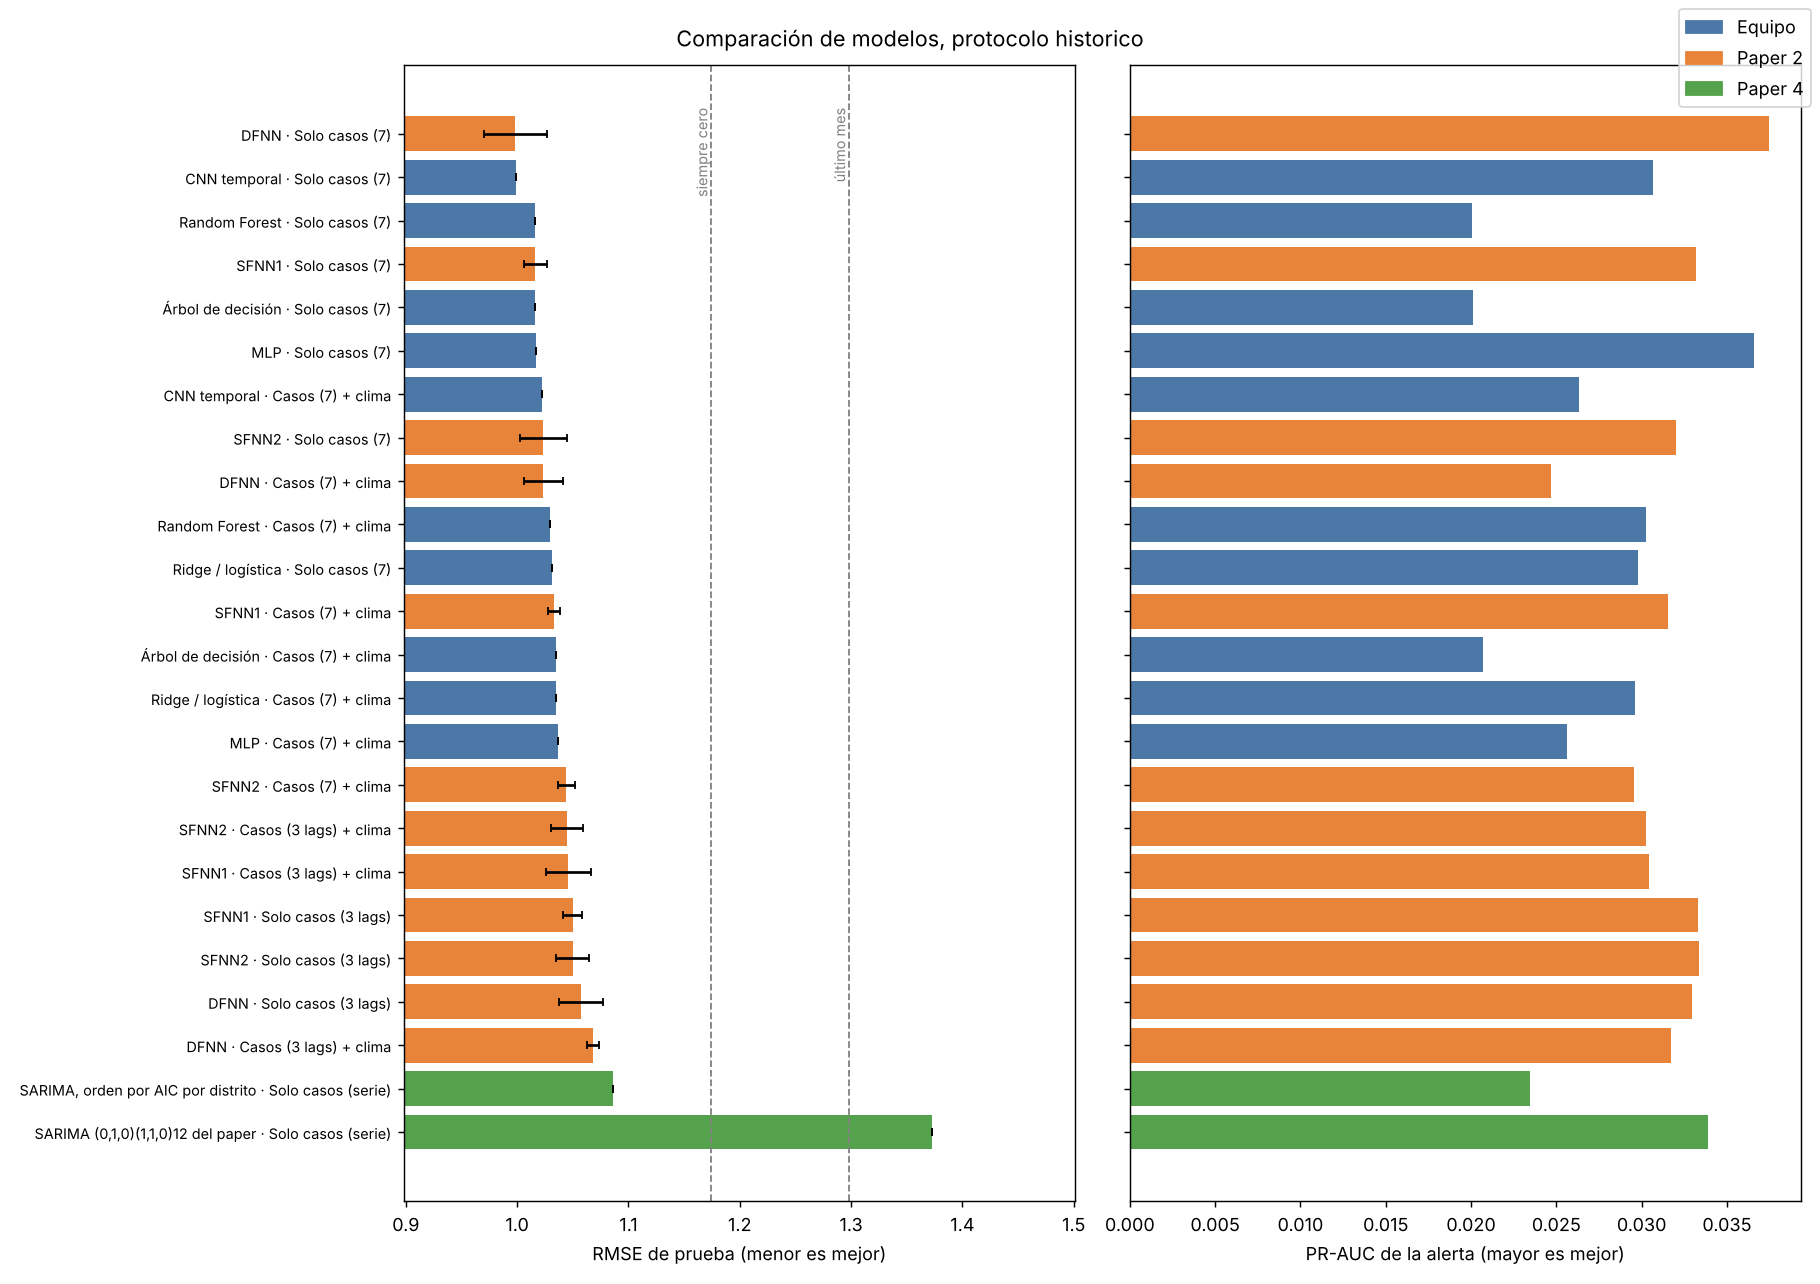 Comparación de modelos, protocolo historico
Equipo
Paper 2
Paper 4
siempre cero
último mes
DFNN · Solo casos (7)
CNN temporal · Solo casos (7)
Random Forest · Solo casos (7)
SFNN1 · Solo casos (7)
Árbol de decisión · Solo casos (7)
MLP · Solo casos (7)
CNN temporal · Casos (7) + clima
SFNN2 · Solo casos (7)
DFNN · Casos (7) + clima
Random Forest · Casos (7) + clima
Ridge / logística · Solo casos (7)
SFNN1 · Casos (7) + clima
Árbol de decisión · Casos (7) + clima
Ridge / logística · Casos (7) + clima
MLP · Casos (7) + clima
SFNN2 · Casos (7) + clima
SFNN2 · Casos (3 lags) + clima
SFNN1 · Casos (3 lags) + clima
SFNN1 · Solo casos (3 lags)
SFNN2 · Solo casos (3 lags)
DFNN · Solo casos (3 lags)
DFNN · Casos (3 lags) + clima
SARIMA, orden por AIC por distrito · Solo casos (serie)
SARIMA (0,1,0)(1,1,0)12 del paper · Solo casos (serie)
0.9 1.0 1.1 1.2 1.3 1.4 1.5
RMSE de prueba (menor es mejor)
0.000 0.005 0.010 0.015 0.020 0.025 0.030 0.035
PR-AUC de la alerta (mayor es mejor)